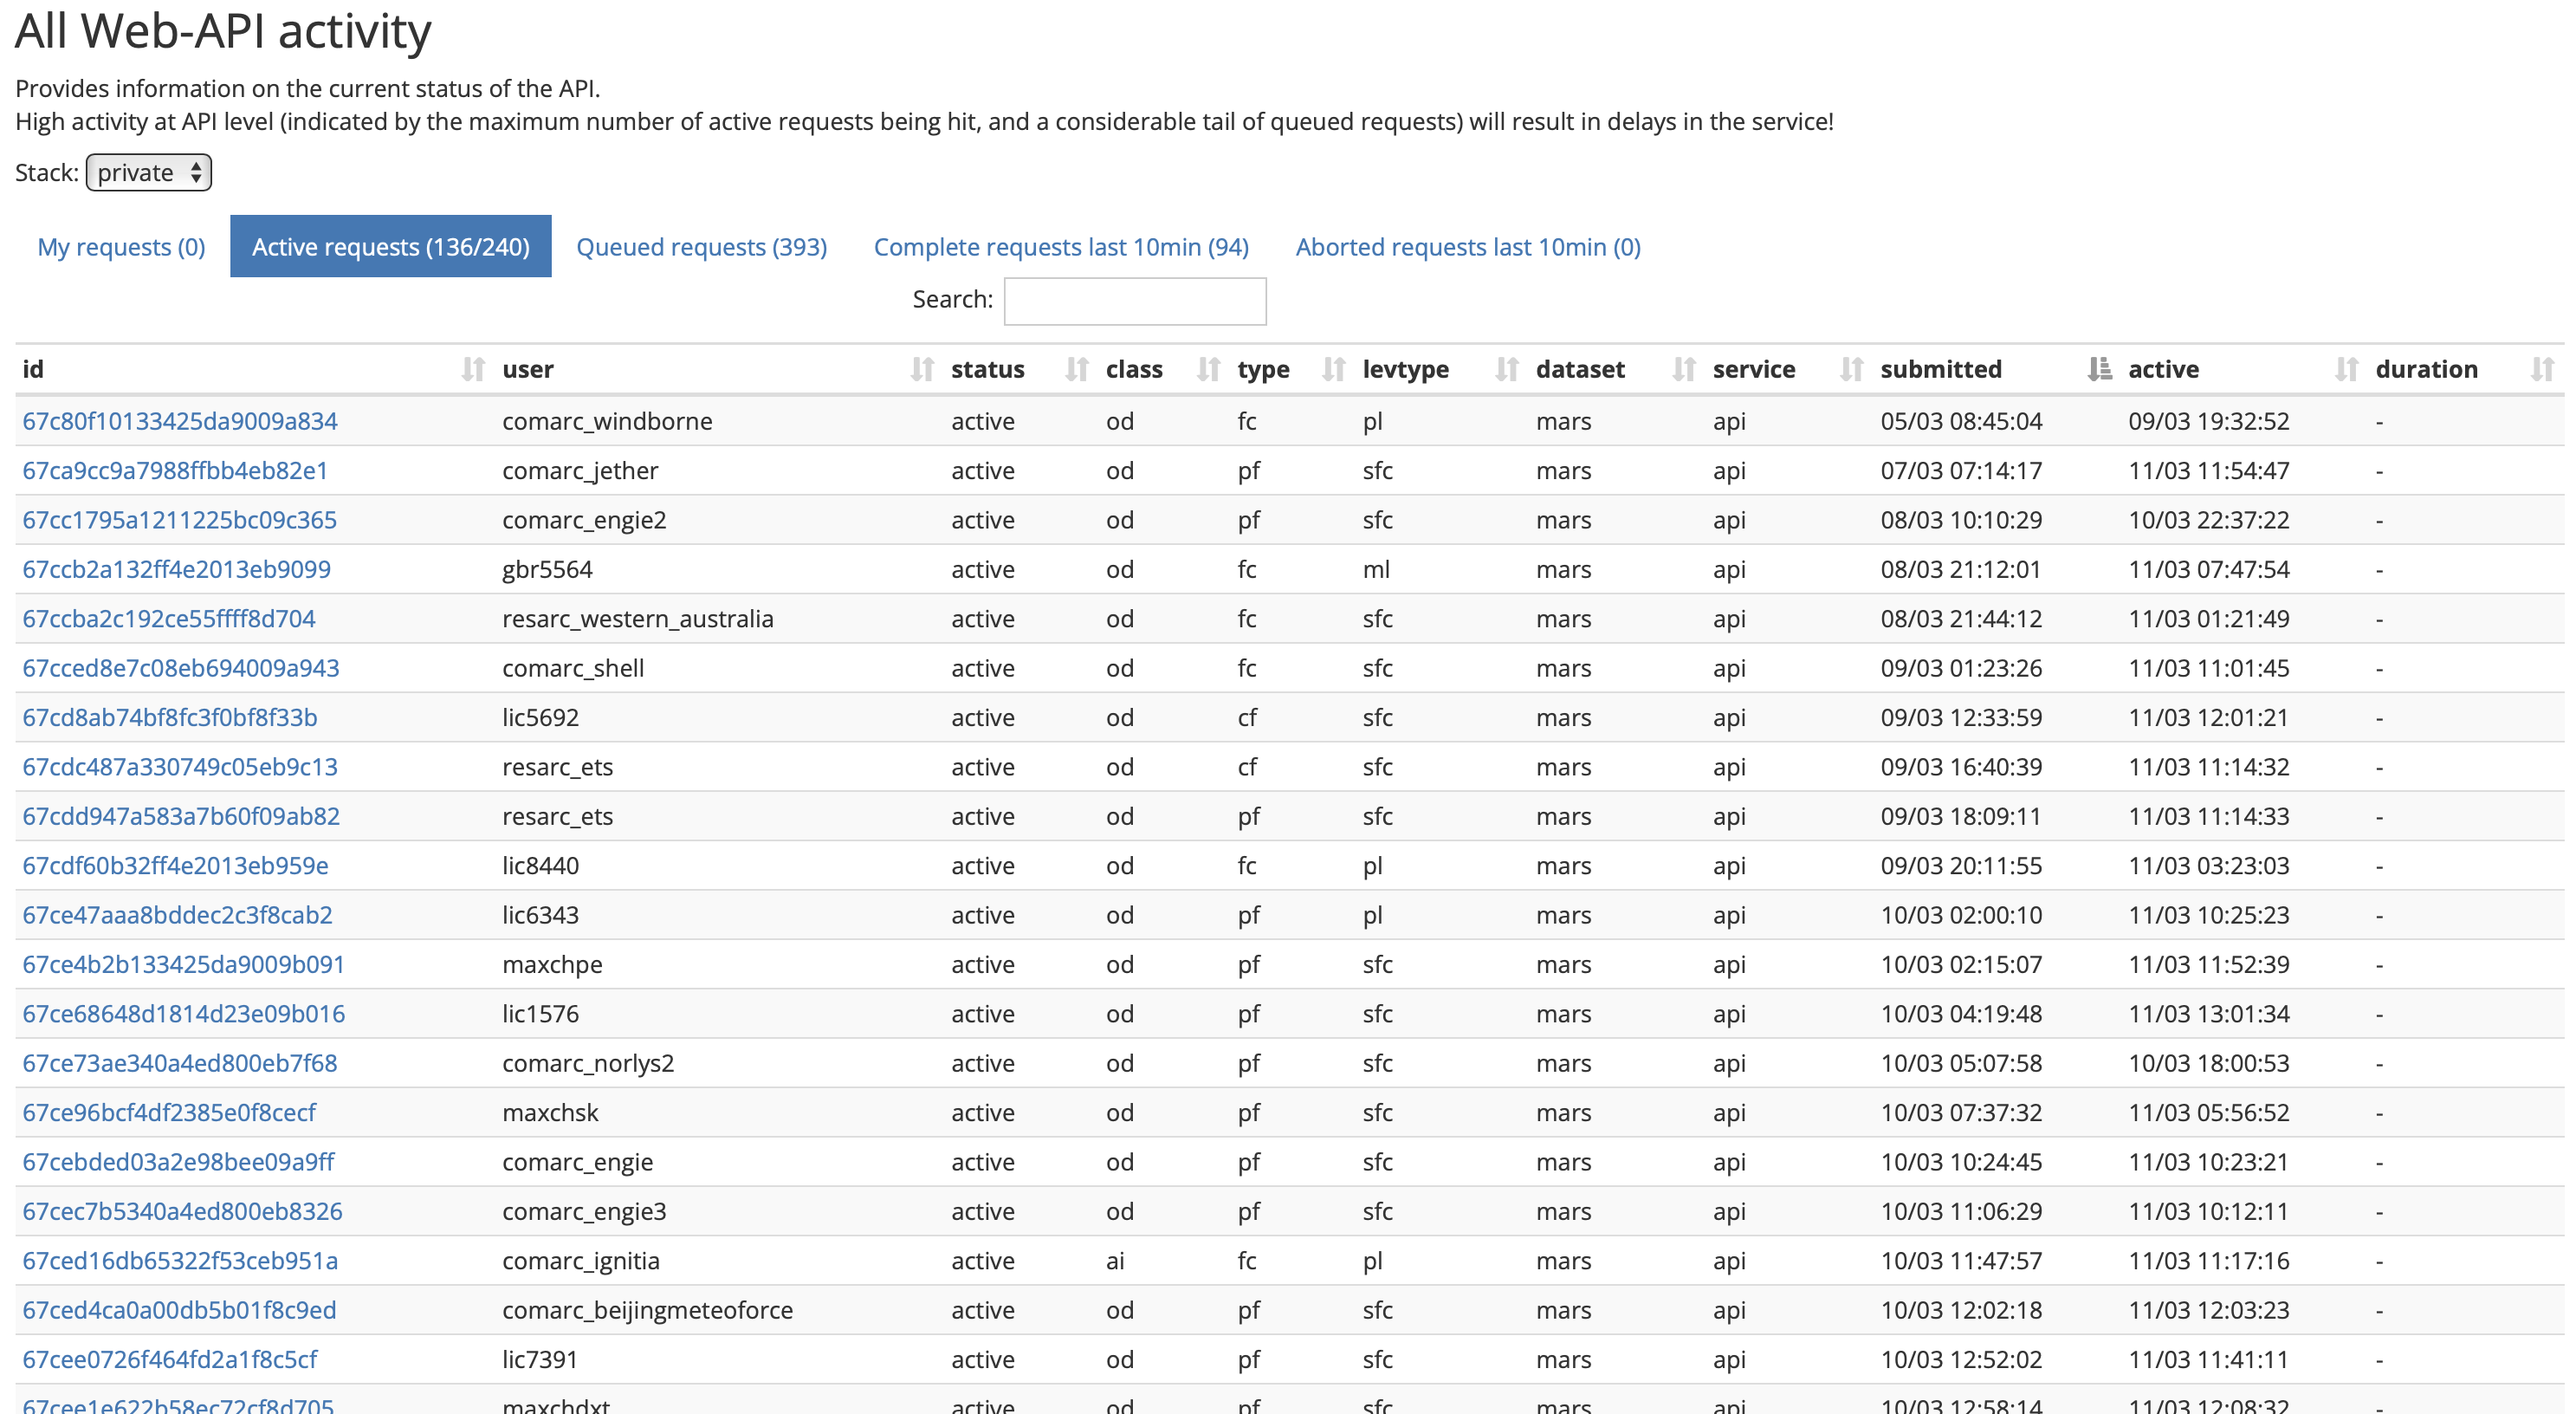 All Web-API activity
Provides information on the current status of the API.
High activity at API level (indicated by the maximum number of active requests being hit, and a considerable tail of queued requests) will result in delays in the service!
Stack: private
My requests (0) Active requests (136/240) Queued requests (393) Complete requests last 10min (94) Aborted requests last 10min (0)
Search:
id user status class type levtype dataset service submitted active duration
67c80f10133425da9009a834 comarc_windborne active od fc pl mars api 05/03 08:45:04 09/03 19:32:52 -
67ca9cc9a7988ffbb4eb82e1 comarc_jether active od pf sfc mars api 07/03 07:14:17 11/03 11:54:47 -
67cc1795a1211225bc09c365 comarc_engie2 active od pf sfc mars api 08/03 10:10:29 10/03 22:37:22 -
67ccb2a132ff4e2013eb9099 gbr5564 active od fc ml mars api 08/03 21:12:01 11/03 07:47:54 -
67ccba2c192ce55ffff8d704 resarc_western_australia active od fc sfc mars api 08/03 21:44:12 11/03 01:21:49 -
67cced8e7c08eb694009a943 comarc_shell active od fc sfc mars api 09/03 01:23:26 11/03 11:01:45 -
67cd8ab74bf8fc3f0bf8f33b lic5692 active od cf sfc mars api 09/03 12:33:59 11/03 12:01:21 -
67cdc487a330749c05eb9c13 resarc_ets active od cf sfc mars api 09/03 16:40:39 11/03 11:14:32 -
67cdd947a583a7b60f09ab82 resarc_ets active od pf sfc mars api 09/03 18:09:11 11/03 11:14:33 -
67cdf60b32ff4e2013eb959e lic8440 active od fc pl mars api 09/03 20:11:55 11/03 03:23:03 -
67ce47aaa8bddec2c3f8cab2 lic6343 active od pf pl mars api 10/03 02:00:10 11/03 10:25:23 -
67ce4b2b133425da9009b091 maxchpe active od pf sfc mars api 10/03 02:15:07 11/03 11:52:39 -
67ce68648d1814d23e09b016 lic1576 active od pf sfc mars api 10/03 04:19:48 11/03 13:01:34 -
67ce73ae340a4ed800eb7f68 comarc_norlys2 active od pf sfc mars api 10/03 05:07:58 10/03 18:00:53 -
67ce96bcf4df2385e0f8cecf maxchsk active od pf sfc mars api 10/03 07:37:32 11/03 05:56:52 -
67cebded03a2e98bee09a9ff comarc_engie active od pf sfc mars api 10/03 10:24:45 11/03 10:23:21 -
67cec7b5340a4ed800eb8326 comarc_engie3 active od pf sfc mars api 10/03 11:06:29 11/03 10:12:11 -
67ced16db65322f53ceb951a comarc_ignitia active ai fc pl mars api 10/03 11:47:57 11/03 11:17:16 -
67ced4ca0a00db5b01f8c9ed comarc_beijingmeteoforce active od pf sfc mars api 10/03 12:02:18 11/03 12:03:23 -
67cee0726f464fd2a1f8c5cf lic7391 active od pf sfc mars api 10/03 12:52:02 11/03 11:41:11 -
67cee1e622b58ec72cf8d705 maxchdxt active od pf sfc mars api 10/03 12:58:14 11/03 12:08:32 -